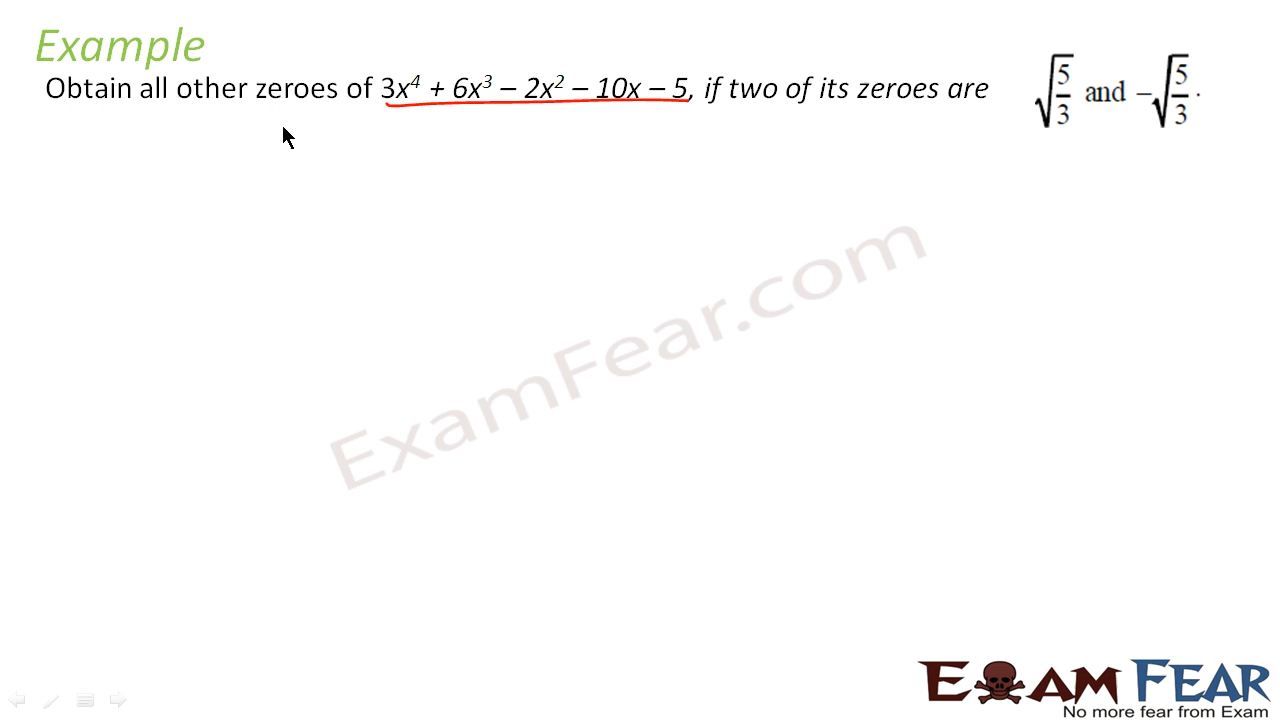 Example
Obtain all other zeroes of 3x⁴ + 6x³ – 2x² – 10x – 5, if two of its zeroes are √(5/3) and –√(5/3).
ExamFear.com
EXAM FEAR
No more fear from Exam